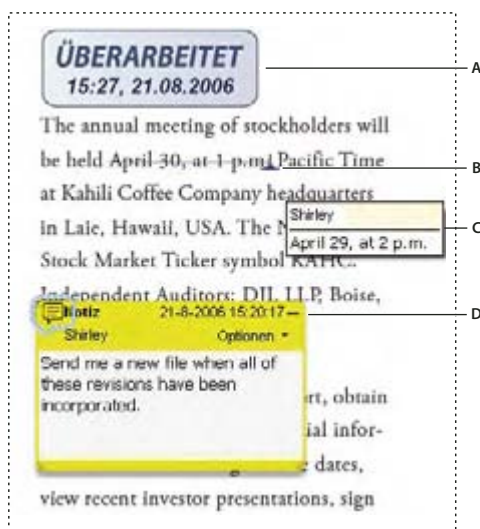 ÜBERARBEITET
15:27, 21.08.2006
A
The annual meeting of stockholders will
be held April 30, at 1 p.m. Pacific Time
B
at Kahili Coffee Company headquarters
in Laie, Hawaii, USA. The
Shirley
C
April 29, at 2 p.m.
Stock Market Ticker symbol KAHC..
Independent Auditors: DJL LLP, Boise,
Notiz 21-8-2006 15:20:17
D
Shirley Optionen
Send me a new file when all of
these revisions have been
incorporated.
obtain
infor-
dates,
view recent investor presentations, sign